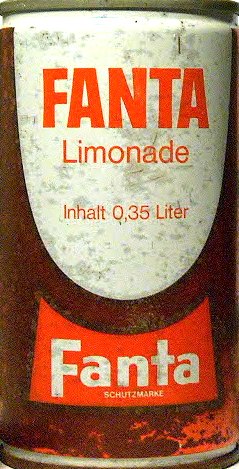 FANTA
Limonade
Inhalt 0,35 Liter
Fanta
SCHUTZMARKE